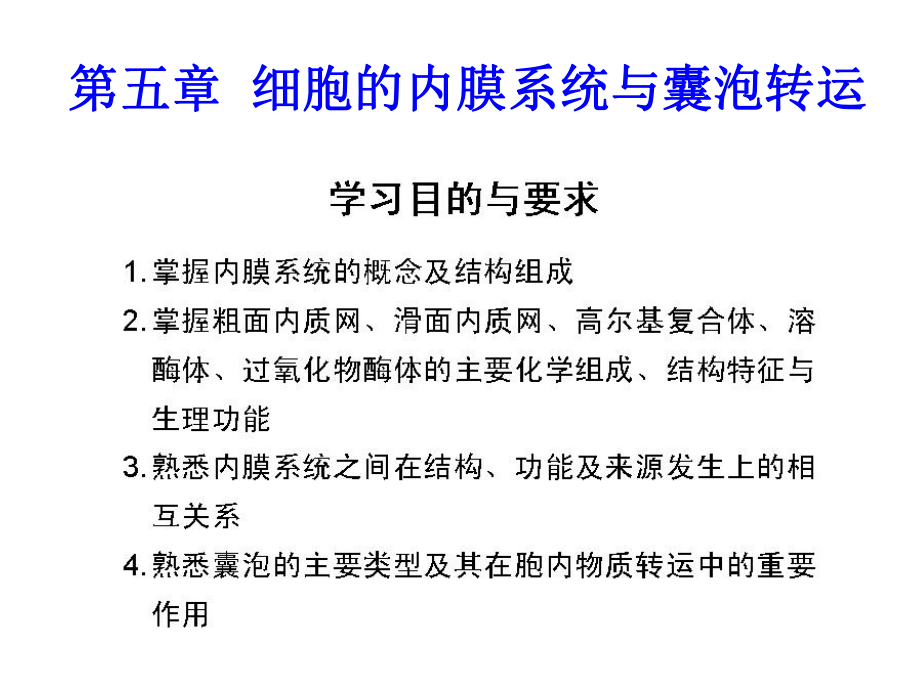 第五章 细胞的内膜系统与囊泡转运
学习目的与要求
1.掌握内膜系统的概念及结构组成
2.掌握粗面内质网、滑面内质网、高尔基复合体、溶
酶体、过氧化物酶体的主要化学组成、结构特征与
生理功能
3.熟悉内膜系统之间在结构、功能及来源发生上的相
互关系
4.熟悉囊泡的主要类型及其在胞内物质转运中的重要
作用